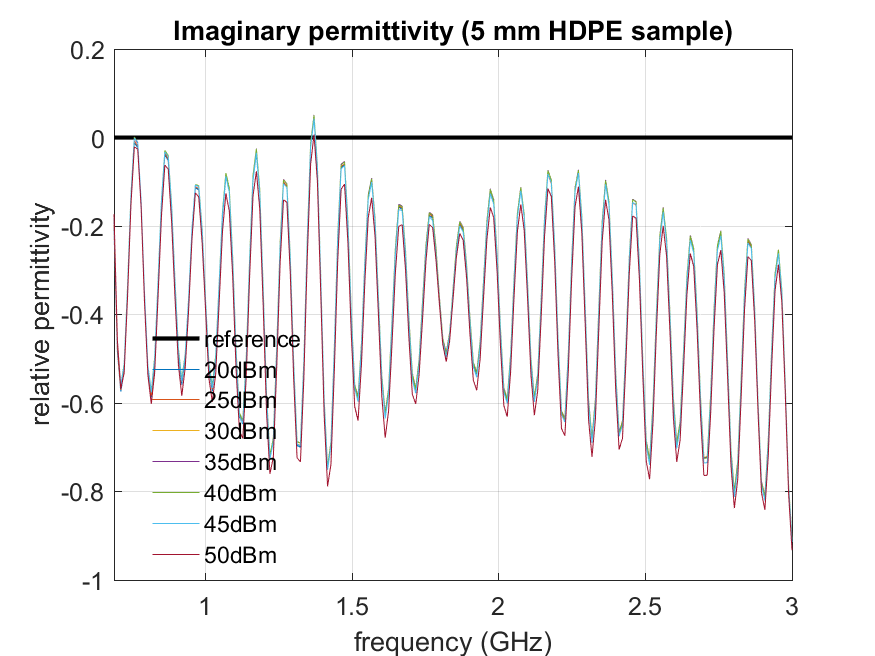 Imaginary permittivity (5 mm HDPE sample)
0.2
0
-0.2
-0.4
-0.6
-0.8
-1
relative permittivity
reference
20dBm
25dBm
30dBm
35dBm
40dBm
45dBm
50dBm
1
1.5
2
2.5
3
frequency (GHz)